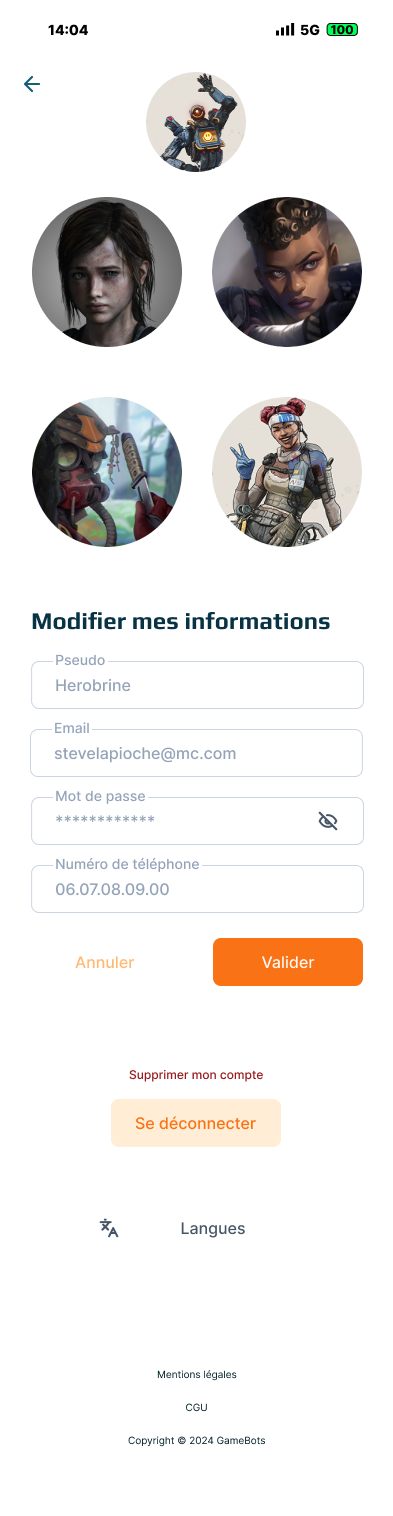 14:04
5G 100
Modifier mes informations
Pseudo
Herobrine
Email
stevelapioche@mc.com
Mot de passe
************
Numéro de téléphone
06.07.08.09.00
Annuler
Valider
Supprimer mon compte
Se déconnecter
Langues
Mentions légales
CGU
Copyright © 2024 GameBots